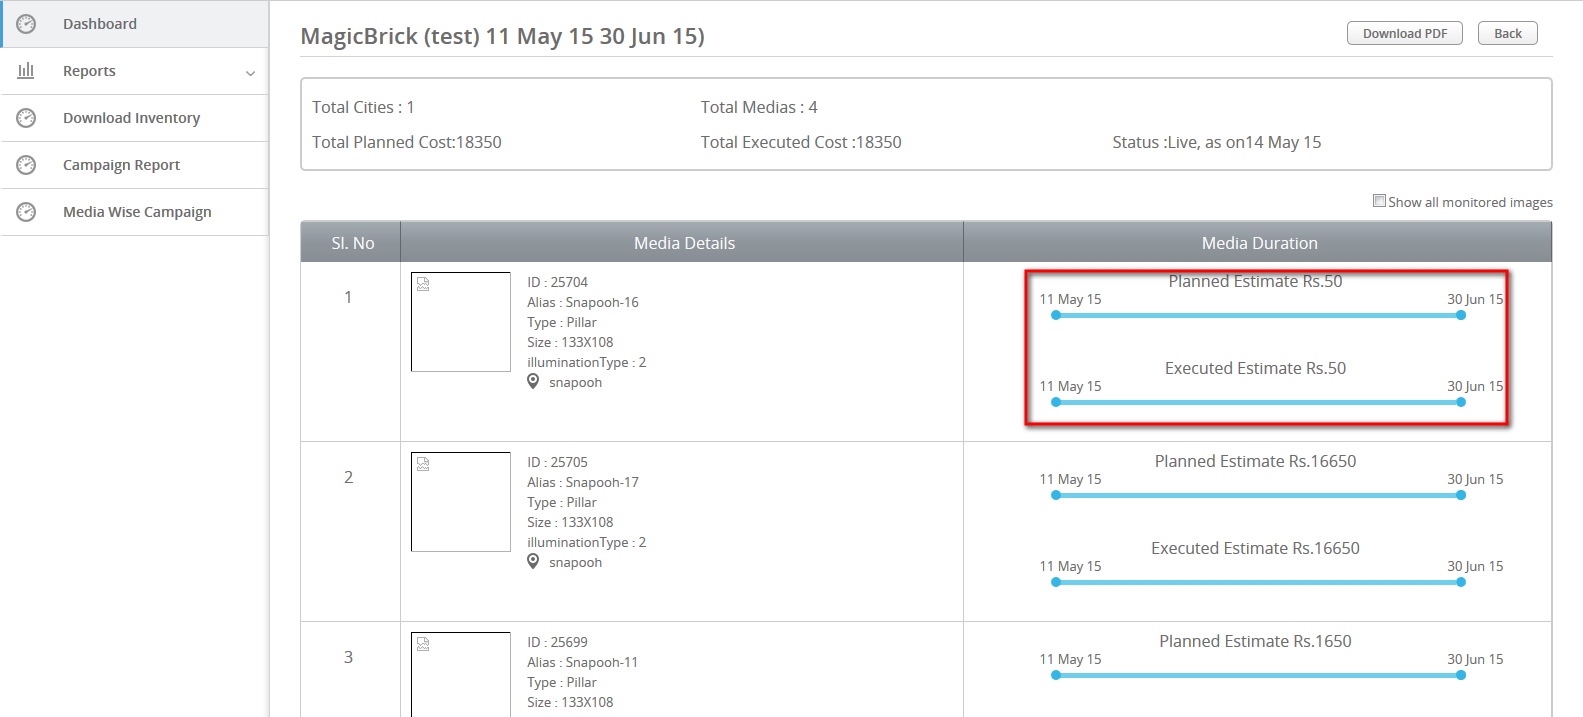 Dashboard
Reports
Download Inventory
Campaign Report
Media Wise Campaign
MagicBrick (test) 11 May 15 30 Jun 15)
Download PDF
Back
Total Cities : 1
Total Medias : 4
Total Planned Cost:18350
Total Executed Cost :18350
Status :Live, as on14 May 15
Show all monitored images
Sl. No
Media Details
Media Duration
1
ID : 25704
Alias : Snapooh-16
Type : Pillar
Size : 133X108
illuminationType : 2
snapooh
Planned Estimate Rs.50
11 May 15
30 Jun 15
Executed Estimate Rs.50
11 May 15
30 Jun 15
2
ID : 25705
Alias : Snapooh-17
Type : Pillar
Size : 133X108
illuminationType : 2
snapooh
Planned Estimate Rs.16650
11 May 15
30 Jun 15
Executed Estimate Rs.16650
11 May 15
30 Jun 15
3
ID : 25699
Alias : Snapooh-11
Type : Pillar
Size : 133X108
Planned Estimate Rs.1650
11 May 15
30 Jun 15